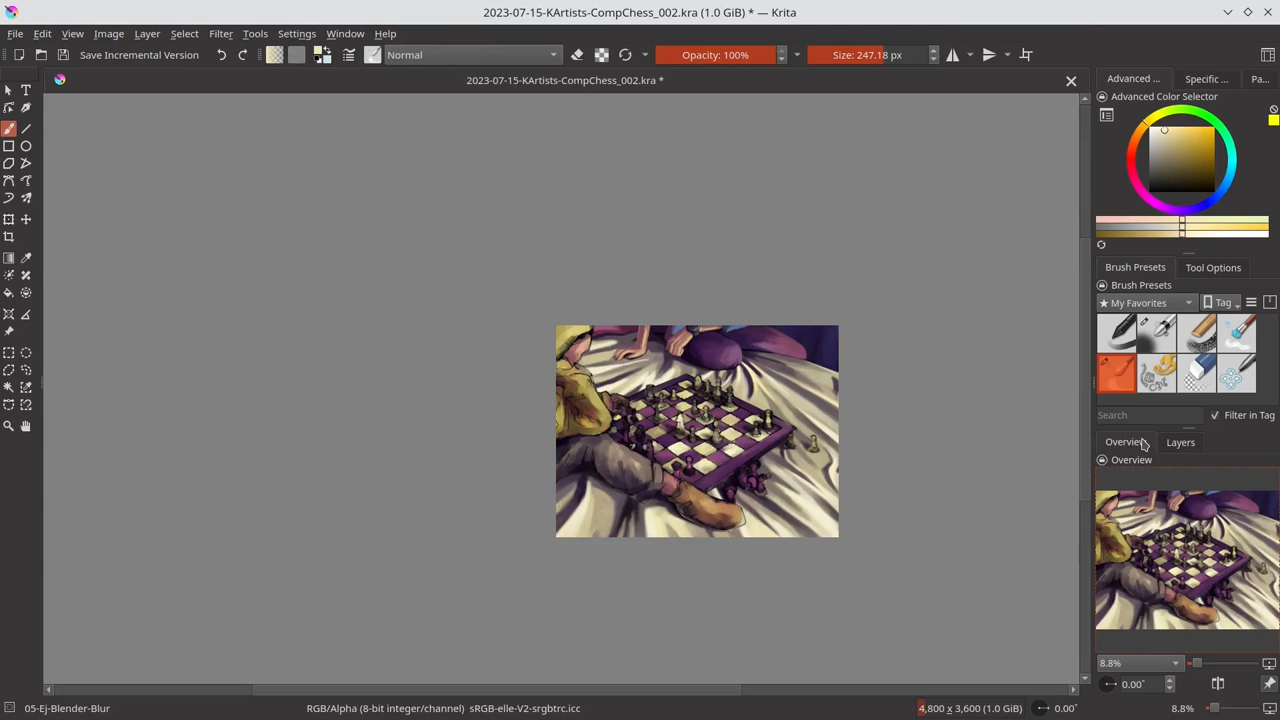 2023-07-15-KArtists-CompChess_002.kra (1.0 GiB) * — Krita
File Edit View Image Layer Select Filter Tools Settings Window Help
Save Incremental Version Normal Opacity: 100% Size: 247.18 px
2023-07-15-KArtists-CompChess_002.kra *
Advanced ... Specific ... Pa...
Advanced Color Selector
Brush Presets Tool Options
Brush Presets
★ My Favorites Tag
Search Filter in Tag
Overview Layers
Overview
8.8%
0.00°
05-Ej-Blender-Blur RGB/Alpha (8-bit integer/channel) sRGB-elle-V2-srgbtrc.icc 4,800 x 3,600 (1.0 GiB) 0.00° 8.8%